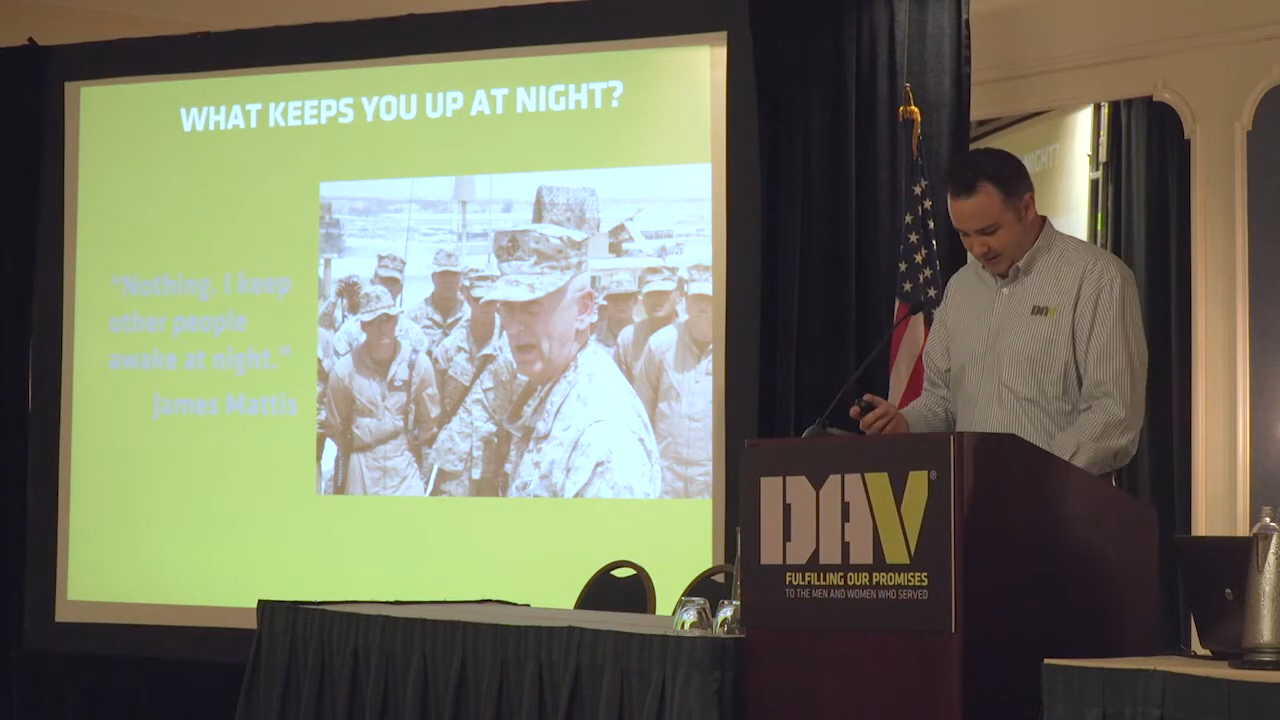 WHAT KEEPS YOU UP AT NIGHT?
"Nothing. I keep
other people
awake at night."
James Mattis
NIGHT?
DAV
DAV®
FULFILLING OUR PROMISES
TO THE MEN AND WOMEN WHO SERVED